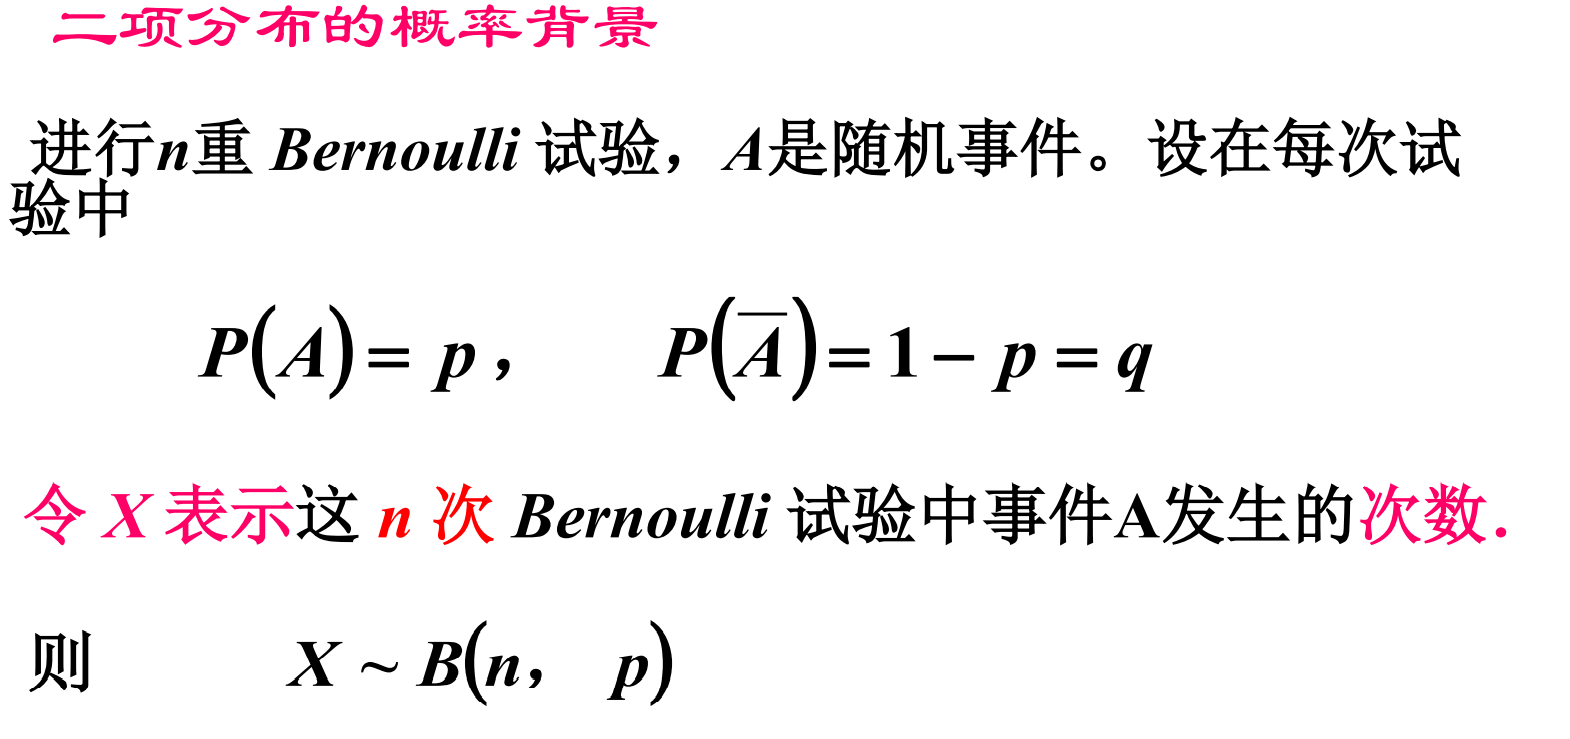 二项分布的概率背景
进行n重 Bernoulli 试验，A是随机事件。设在每次试
验中
P(A) = p ,  P(A̅) = 1 − p = q
令 X 表示这 n 次 Bernoulli 试验中事件A发生的次数.
则 X ~ B(n, p)